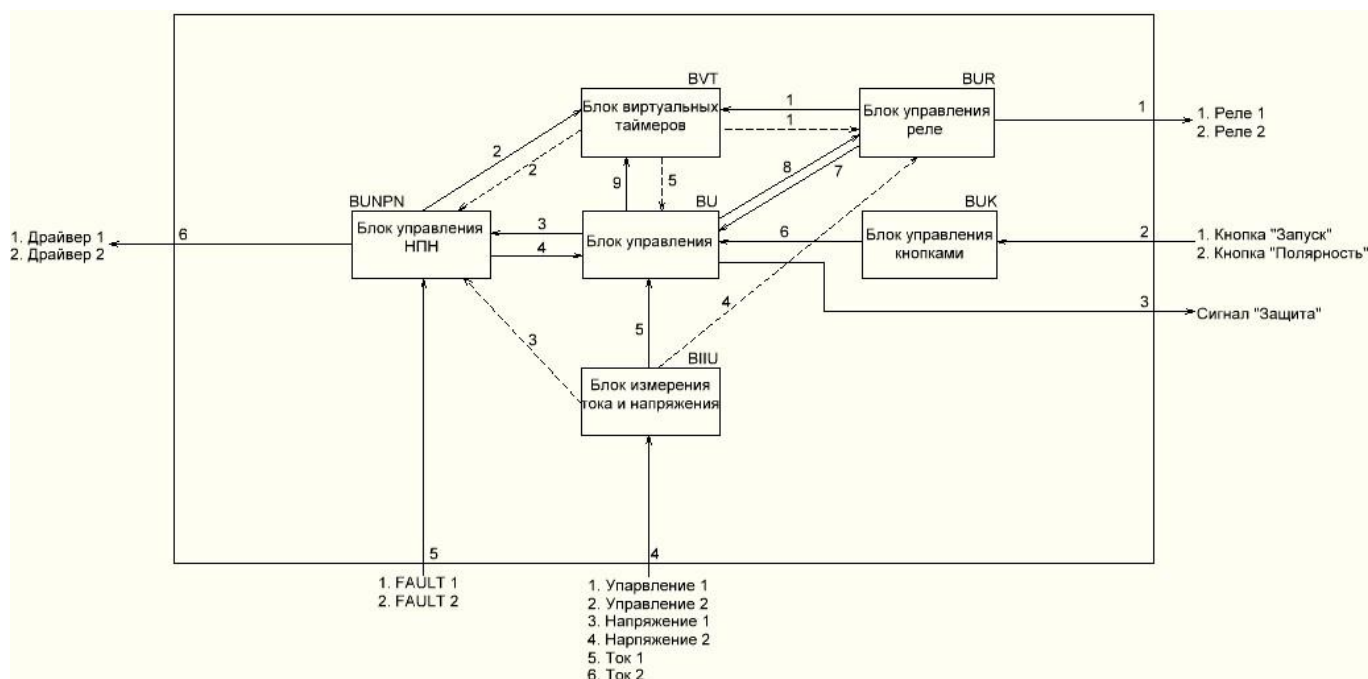 BVT
BUR
Блок виртуальных
таймеров
1
1
Блок управления
реле
1
1. Реле 1
2. Реле 2
2
2
9
5
8
7
BUNPN
BU
BUK
Блок управления
НПН
3
4
Блок управления
6
Блок управления
кнопками
2
1. Кнопка "Запуск"
2. Кнопка "Полярность"
6
1. Драйвер 1
2. Драйвер 2
3
Сигнал "Защита"
3
5
4
BIIU
Блок измерения
тока и напряжения
5
4
1. FAULT 1
2. FAULT 2
1. Упарвление 1
2. Управление 2
3. Напряжение 1
4. Нарпяжение 2
5. Ток 1
6. Ток 2